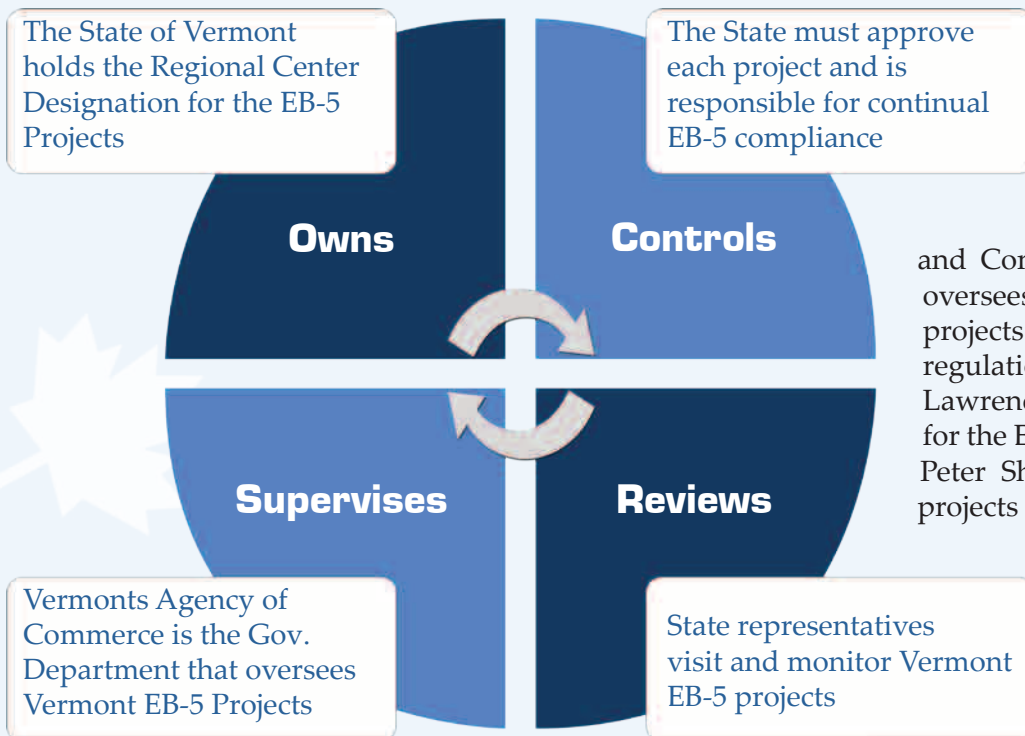 The State of Vermont
holds the Regional Center
Designation for the EB-5
Projects
The State must approve
each project and is
responsible for continual
EB-5 compliance
Owns
Controls
Supervises
Reviews
Vermonts Agency of
Commerce is the Gov.
Department that oversees
Vermont EB-5 Projects
State representatives
visit and monitor Vermont
EB-5 projects
and
oversees
projects
for the
Peter
projects